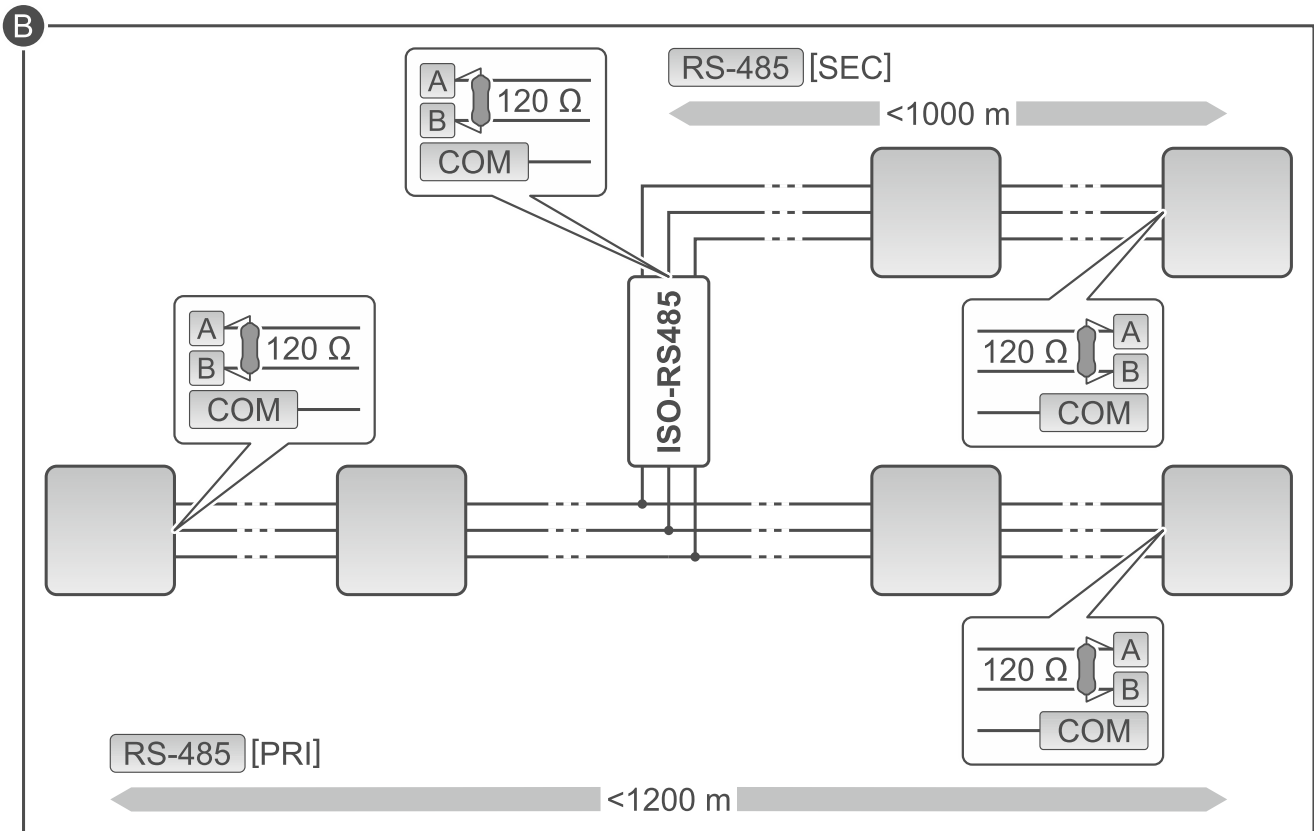 B
RS-485 [SEC]
<1000 m
A
120 Ω
B
COM
ISO-RS485
A
120 Ω
B
COM
120 Ω
A
B
COM
120 Ω
A
B
COM
RS-485 [PRI]
<1200 m